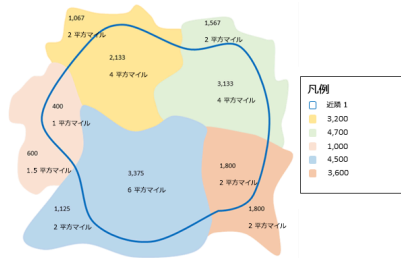 1,067
2 平方マイル
1,567
2 平方マイル
2,133
4 平方マイル
3,133
4 平方マイル
400
1 平方マイル
600
1.5 平方マイル
3,375
6 平方マイル
1,800
2 平方マイル
1,125
2 平方マイル
1,800
2 平方マイル
凡例
近隣 1
3,200
4,700
1,000
4,500
3,600